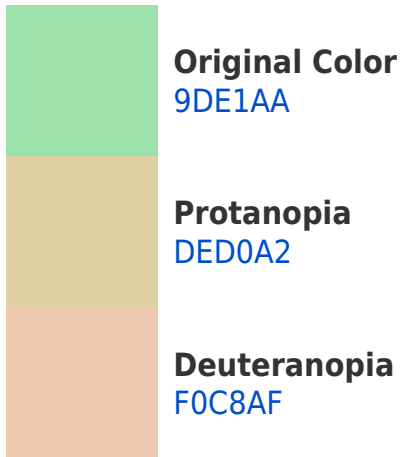 Original Color
9DE1AA
Protanopia
DED0A2
Deuteranopia
F0C8AF